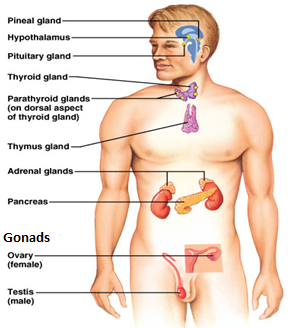 Pineal gland
Hypothalamus
Pituitary gland
Thyroid gland
Parathyroid glands
(on dorsal aspect
of thyroid gland)
Thymus gland
Adrenal glands
Pancreas
Gonads
Ovary
(female)
Testis
(male)